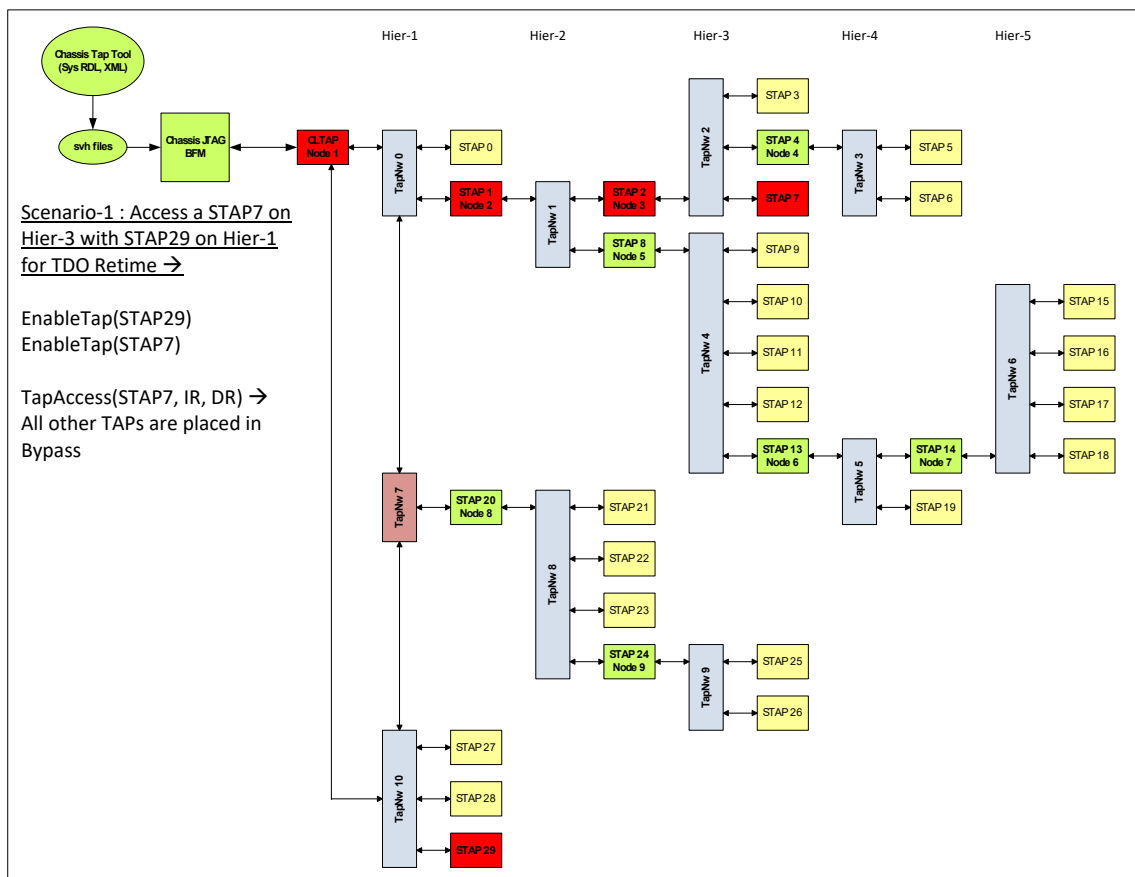 Hier-1
Hier-2
Hier-3
Hier-4
Hier-5
Chassis Tap Tool
(Sys RDL, XML)
svh files
Chassis JTAG
BFM
CLTAP
Node 1
TapNw 0
STAP 0
STAP 1
Node 2
TapNw 1
STAP 2
Node 3
TapNw 2
STAP 3
STAP 4
Node 4
STAP 7
TapNw 3
STAP 5
STAP 6
Scenario-1 : Access a STAP7 on
Hier-3 with STAP29 on Hier-1
for TDO Retime →
EnableTap(STAP29)
EnableTap(STAP7)
TapAccess(STAP7, IR, DR) →
All other TAPs are placed in
Bypass
STAP 8
Node 5
TapNw 4
STAP 9
STAP 10
STAP 11
STAP 12
STAP 13
Node 6
TapNw 5
STAP 14
Node 7
STAP 19
TapNw 6
STAP 15
STAP 16
STAP 17
STAP 18
TapNw 7
STAP 20
Node 8
TapNw 8
STAP 21
STAP 22
STAP 23
STAP 24
Node 9
TapNw 9
STAP 25
STAP 26
TapNw 10
STAP 27
STAP 28
STAP 29